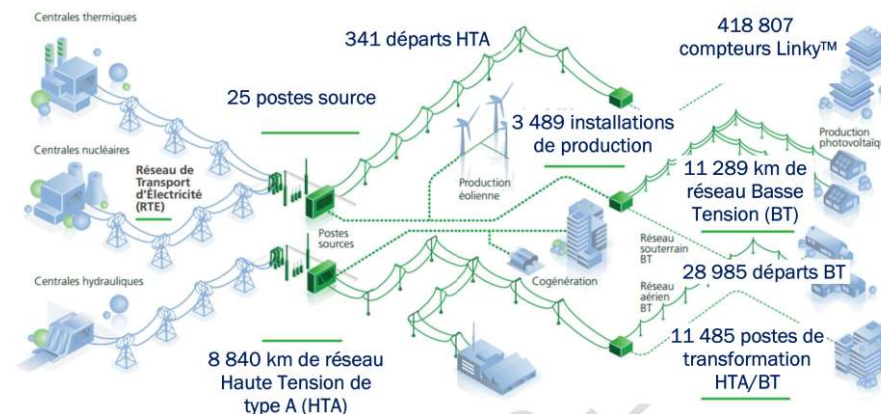 Centrales thermiques
341 départs HTA
418 807
compteurs Linky™
25 postes source
3 489 installations
de production
Production
photovoltaïq
Centrales nucléaires
Réseau de
Transport
d'Électricité
(RTE)
Production
éolienne
11 289 km de
réseau Basse
Tension (BT)
Postes
sources
Réseau
souterrain
BT
Centrales hydrauliques
Cogénération
28 985 départs BT
Réseau
aérien
BT
8 840 km de réseau
Haute Tension de
type A (HTA)
11 485 postes de
transformation
HTA/BT